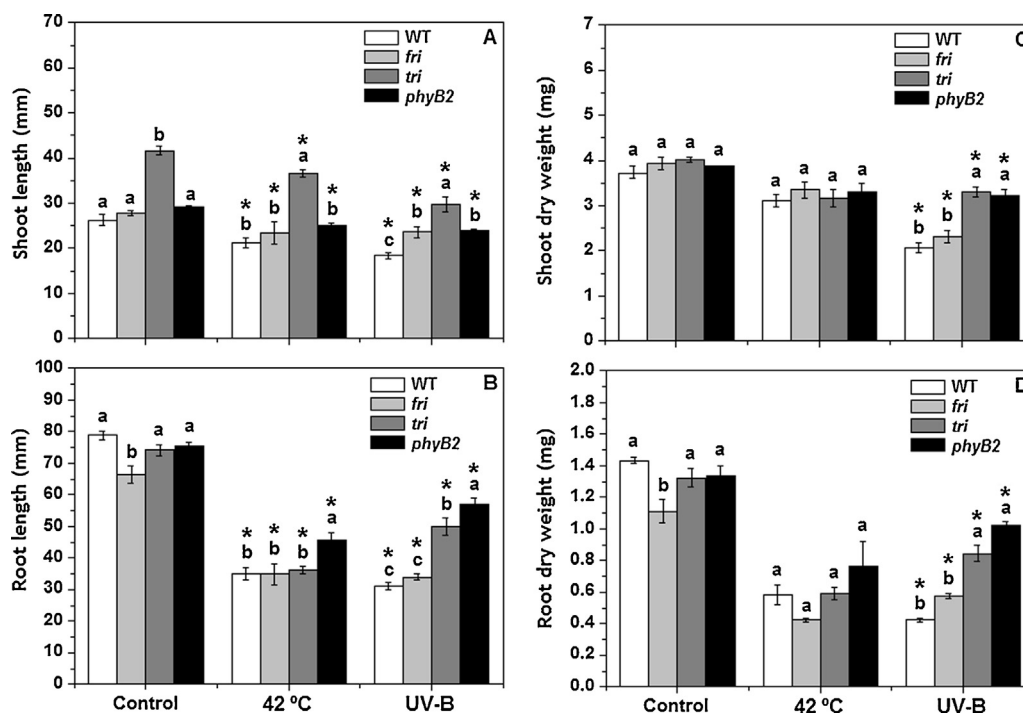 A
Shoot length (mm)
70
60
50
40
30
20
10
0
WT
fri
tri
phyB2
a a b a
* * * *
b b a b
* * * *
c b a b
B
Root length (mm)
100
90
80
70
60
50
40
30
20
10
0
WT
fri
tri
phyB2
a b a a
* * * *
b b b a
* * * *
c c b a
Control 42 ºC UV-B
C
Shoot dry weight (mg)
7
6
5
4
3
2
1
0
WT
fri
tri
phyB2
a a a a
a a a a
* * * *
b b a a
D
Root dry weight (mg)
2.0
1.8
1.6
1.4
1.2
1.0
0.8
0.6
0.4
0.2
0.0
WT
fri
tri
phyB2
a b a a
a a a a
* * * *
b b a a
Control 42 ºC UV-B